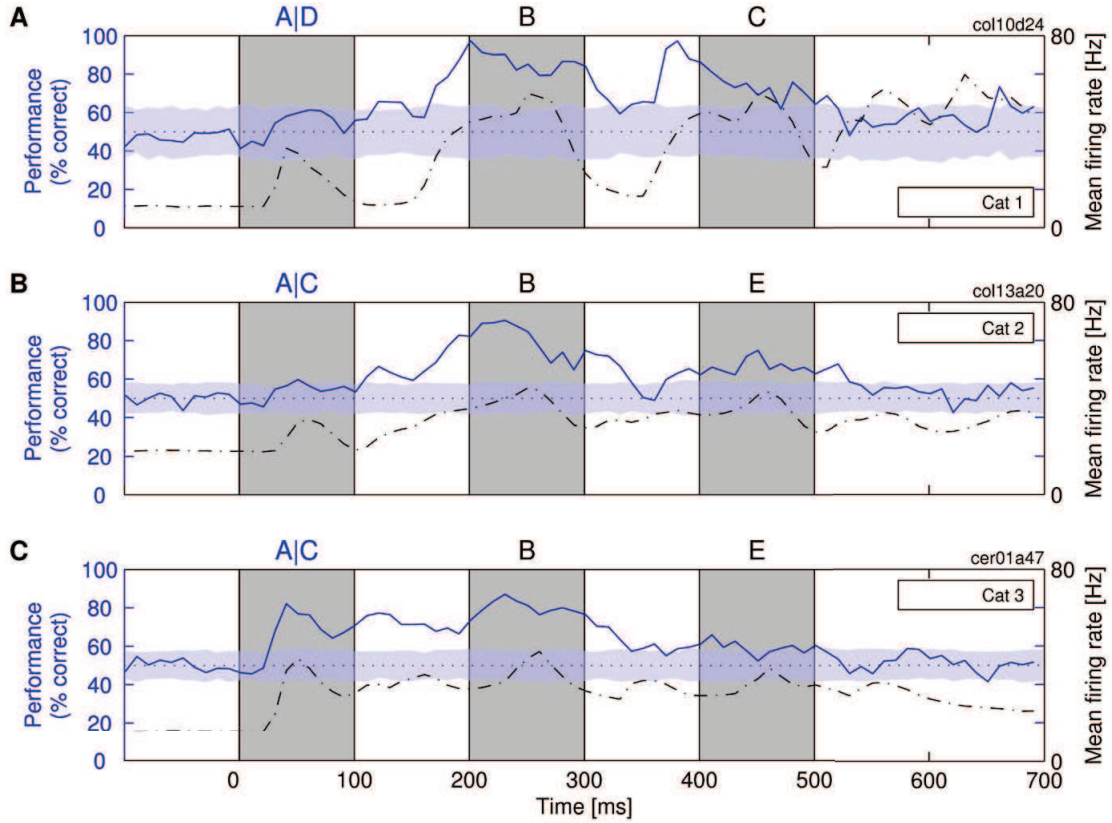 A
A|D
B
C
col10d24
100
80
60
40
20
0
Performance
(% correct)
80
0
Mean firing rate [Hz]
Cat 1
B
A|C
B
E
col13a20
100
80
60
40
20
0
Performance
(% correct)
80
0
Mean firing rate [Hz]
Cat 2
C
A|C
B
E
cer01a47
100
80
60
40
20
0
Performance
(% correct)
80
0
Mean firing rate [Hz]
Cat 3
0 100 200 300 400 500 600 700
Time [ms]